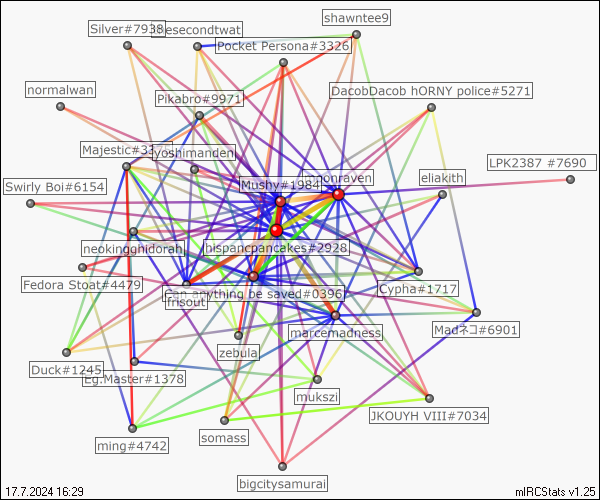 shawntee9
Silver#7938
cheesecondtwat
Pocket Persona#3326
normalwan
DacobDacob hORNY police#5271
Pikabro#9971
Majestic#33
yoshimanden
LPK2387 #7690
Mushy#1984
eliakith
Swirly Boi#6154
neokingghidorah
hispanicpancakes#2928
Fedora Stoat#4479
Can anything be saved#0396
Cypha#1717
frisout
Madネコ#6901
marcemadness
zebula
Duck#1245
Eg.Master#1378
mukszi
JKOUYH VIII#7034
somass
ming#4742
bigcitysamurai
17.7.2024 16:29
mIRCStats v1.25